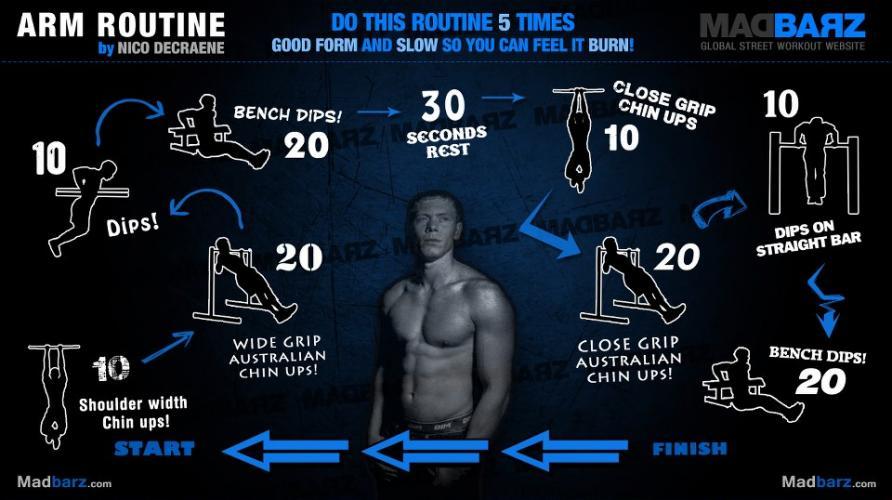 ARM ROUTINE
by NICO DECRAENE
DO THIS ROUTINE 5 TIMES
GOOD FORM AND SLOW SO YOU CAN FEEL IT BURN!
MADBARZ
GLOBAL STREET WORKOUT WEBSITE
START
10
Shoulder width
Chin ups!
20
WIDE GRIP
AUSTRALIAN
CHIN UPS!
10
Dips!
BENCH DIPS!
20
30
SECONDS
REST
CLOSE GRIP
CHIN UPS
10
20
CLOSE GRIP
AUSTRALIAN
CHIN UPS!
10
DIPS ON
STRAIGHT BAR
BENCH DIPS!
20
FINISH
Madbarz.com
Madbarz.com